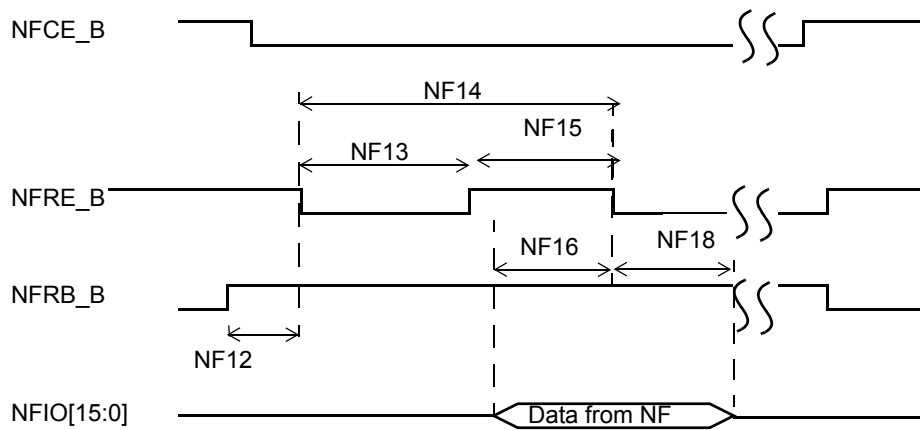 NFCE_B
NF14
NF15
NF13
NFRE_B
NF16
NF18
NFRB_B
NF12
NFIO[15:0]
Data from NF